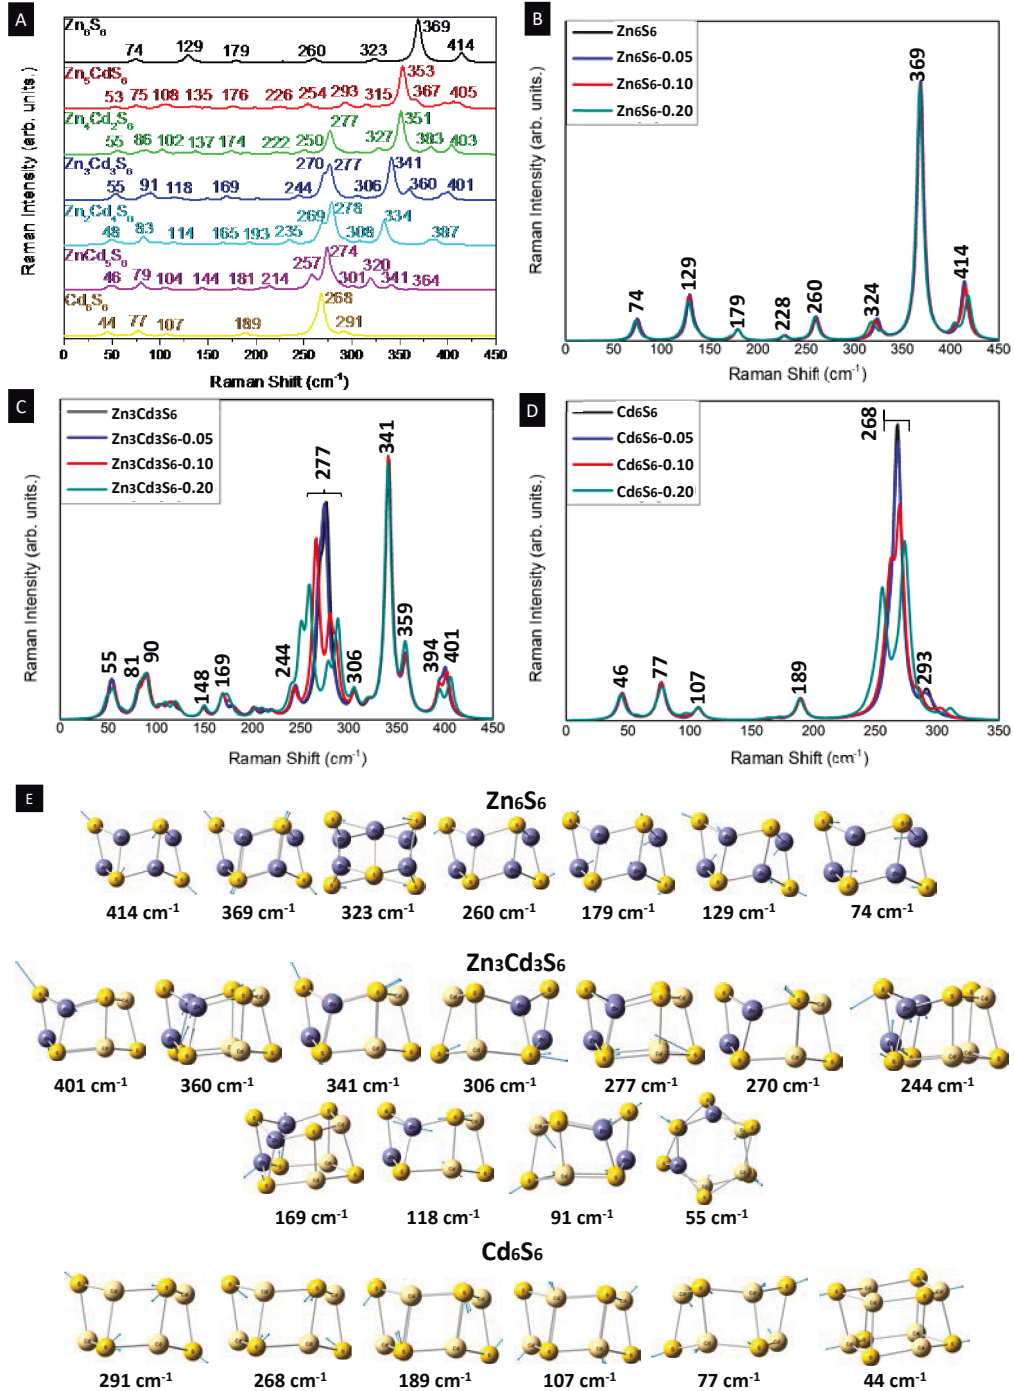 A
Raman Intensity (arb. units.)
Zn6S6
74 129 179 260 323 369 414
Zn5CdS6
53 75 108 135 176 226 254 293 315 353 367 405
Zn4Cd2S6
55 86 102 137 174 222 250 277 327 351 383 403
Zn3Cd3S6
55 91 118 169 244 270 277 306 341 360 401
Zn2Cd4S6
48 83 114 165 193 235 269 278 308 334 387
ZnCd5S6
46 79 104 144 181 214 257 274 301 320 341 364
Cd6S6
44 77 107 189 268 291
0 50 100 150 200 250 300 350 400 450
Raman Shift (cm-1)
B
Raman Intensity (arb. units.)
Zn6S6
Zn6S6-0.05
Zn6S6-0.10
Zn6S6-0.20
74 129 179 228 260 324 369 414
0 50 100 150 200 250 300 350 400 450
Raman Shift (cm-1)
C
Raman Intensity (arb. units.)
Zn3Cd3S6
Zn3Cd3S6-0.05
Zn3Cd3S6-0.10
Zn3Cd3S6-0.20
55 81 90 148 169 244 277 306 341 359 394 401
0 50 100 150 200 250 300 350 400 450
Raman Shift (cm-1)
D
Raman Intensity (arb. units.)
Cd6S6
Cd6S6-0.05
Cd6S6-0.10
Cd6S6-0.20
46 77 107 189 268 293
0 50 100 150 200 250 300 350
Raman Shift (cm-1)
E
Zn6S6
414 cm-1 369 cm-1 323 cm-1 260 cm-1 179 cm-1 129 cm-1 74 cm-1
Zn3Cd3S6
401 cm-1 360 cm-1 341 cm-1 306 cm-1 277 cm-1 270 cm-1 244 cm-1
169 cm-1 118 cm-1 91 cm-1 55 cm-1
Cd6S6
291 cm-1 268 cm-1 189 cm-1 107 cm-1 77 cm-1 44 cm-1